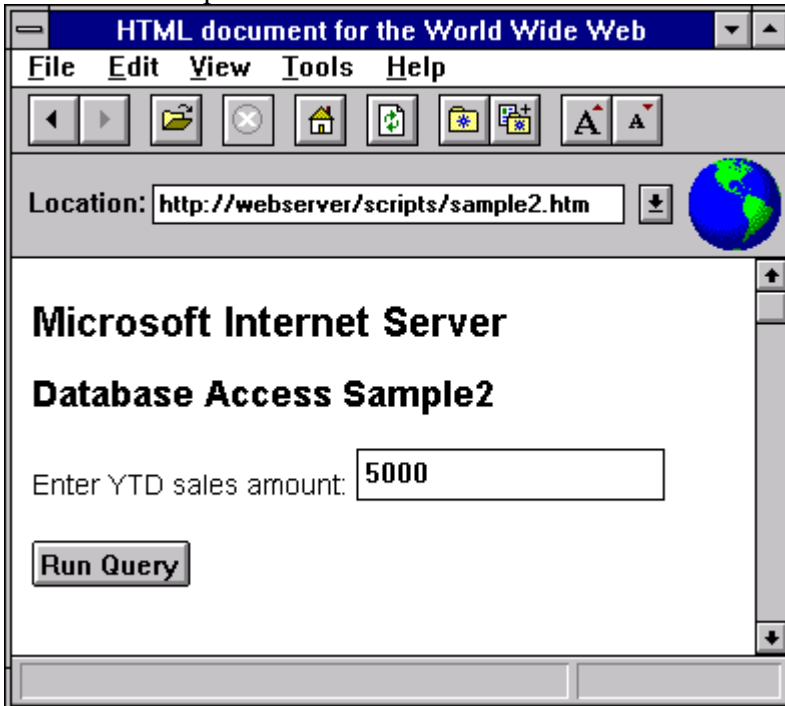 HTML document for the World Wide Web
File Edit View Tools Help
A A
Location: http://webserver/scripts/sample2.htm
Microsoft Internet Server
Database Access Sample2
Enter YTD sales amount: 5000
Run Query